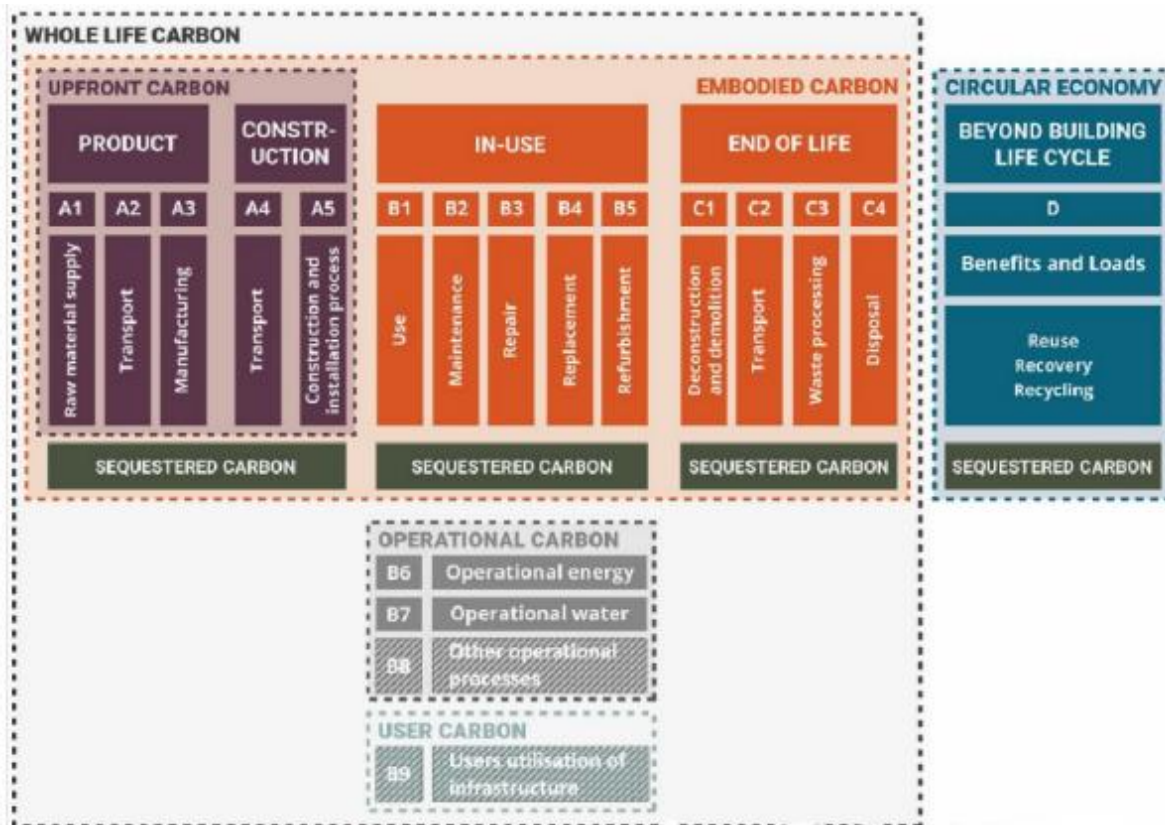 WHOLE LIFE CARBON
UPFRONT CARBON
EMBODIED CARBON
CIRCULAR ECONOMY
PRODUCT
CONSTR-
UCTION
IN-USE
END OF LIFE
BEYOND BUILDING
LIFE CYCLE
A1 A2 A3 A4 A5 B1 B2 B3 B4 B5 C1 C2 C3 C4 D
Raw material supply
Transport
Manufacturing
Transport
Construction and
installation process
Use
Maintenance
Repair
Replacement
Refurbishment
Deconstruction
and demolition
Transport
Waste processing
Disposal
Benefits and Loads
Reuse
Recovery
Recycling
SEQUESTERED CARBON
SEQUESTERED CARBON
SEQUESTERED CARBON
SEQUESTERED CARBON
OPERATIONAL CARBON
B6 Operational energy
B7 Operational water
B8 Other operational
processes
USER CARBON
B9 Users utilisation of
infrastructure